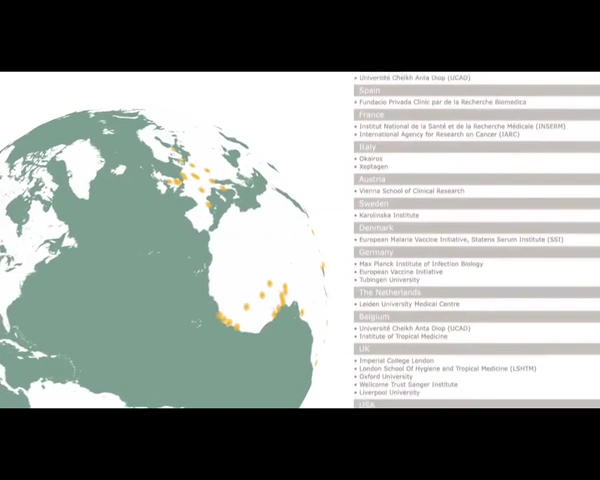 • Université Cheikh Anta Diop (UCAD)
Spain
• Fundacio Privada Clinic par de la Recherche Biomedica
France
• Institut National de la Santé et de la Recherche Médicale (INSERM)
• International Agency for Research on Cancer (IARC)
Italy
• Okairos
• Xeptagen
Austria
• Vienna School of Clinical Research
Sweden
• Karolinska Institute
Denmark
• European Malaria Vaccine Initiative, Statens Serum Institute (SSI)
Germany
• Max Planck Institute of Infection Biology
• European Vaccine Initiative
• Tubingen University
The Netherlands
• Leiden University Medical Centre
Belgium
• Université Cheikh Anta Diop (UCAD)
• Institute of Tropical Medicine
UK
• Imperial College London
• London School Of Hygiene and Tropical Medicine (LSHTM)
• Oxford University
• Wellcome Trust Sanger Institute
• Liverpool University
USA